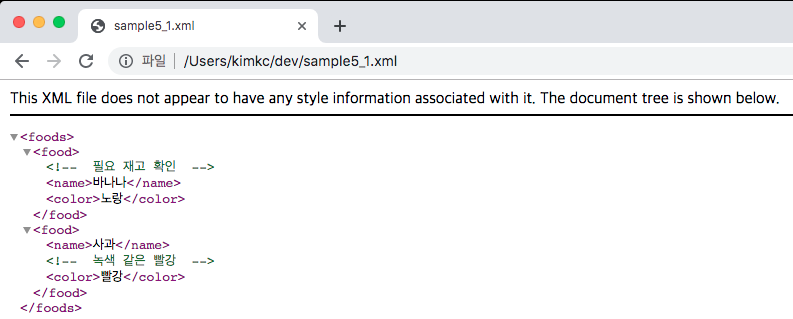 sample5_1.xml
파일 | /Users/kimkc/dev/sample5_1.xml
This XML file does not appear to have any style information associated with it. The document tree is shown below.
<foods>
<food>
<!--  필요 재고 확인  -->
<name>바나나</name>
<color>노랑</color>
</food>
<food>
<name>사과</name>
<!--  녹색 같은 빨강  -->
<color>빨강</color>
</food>
</foods>